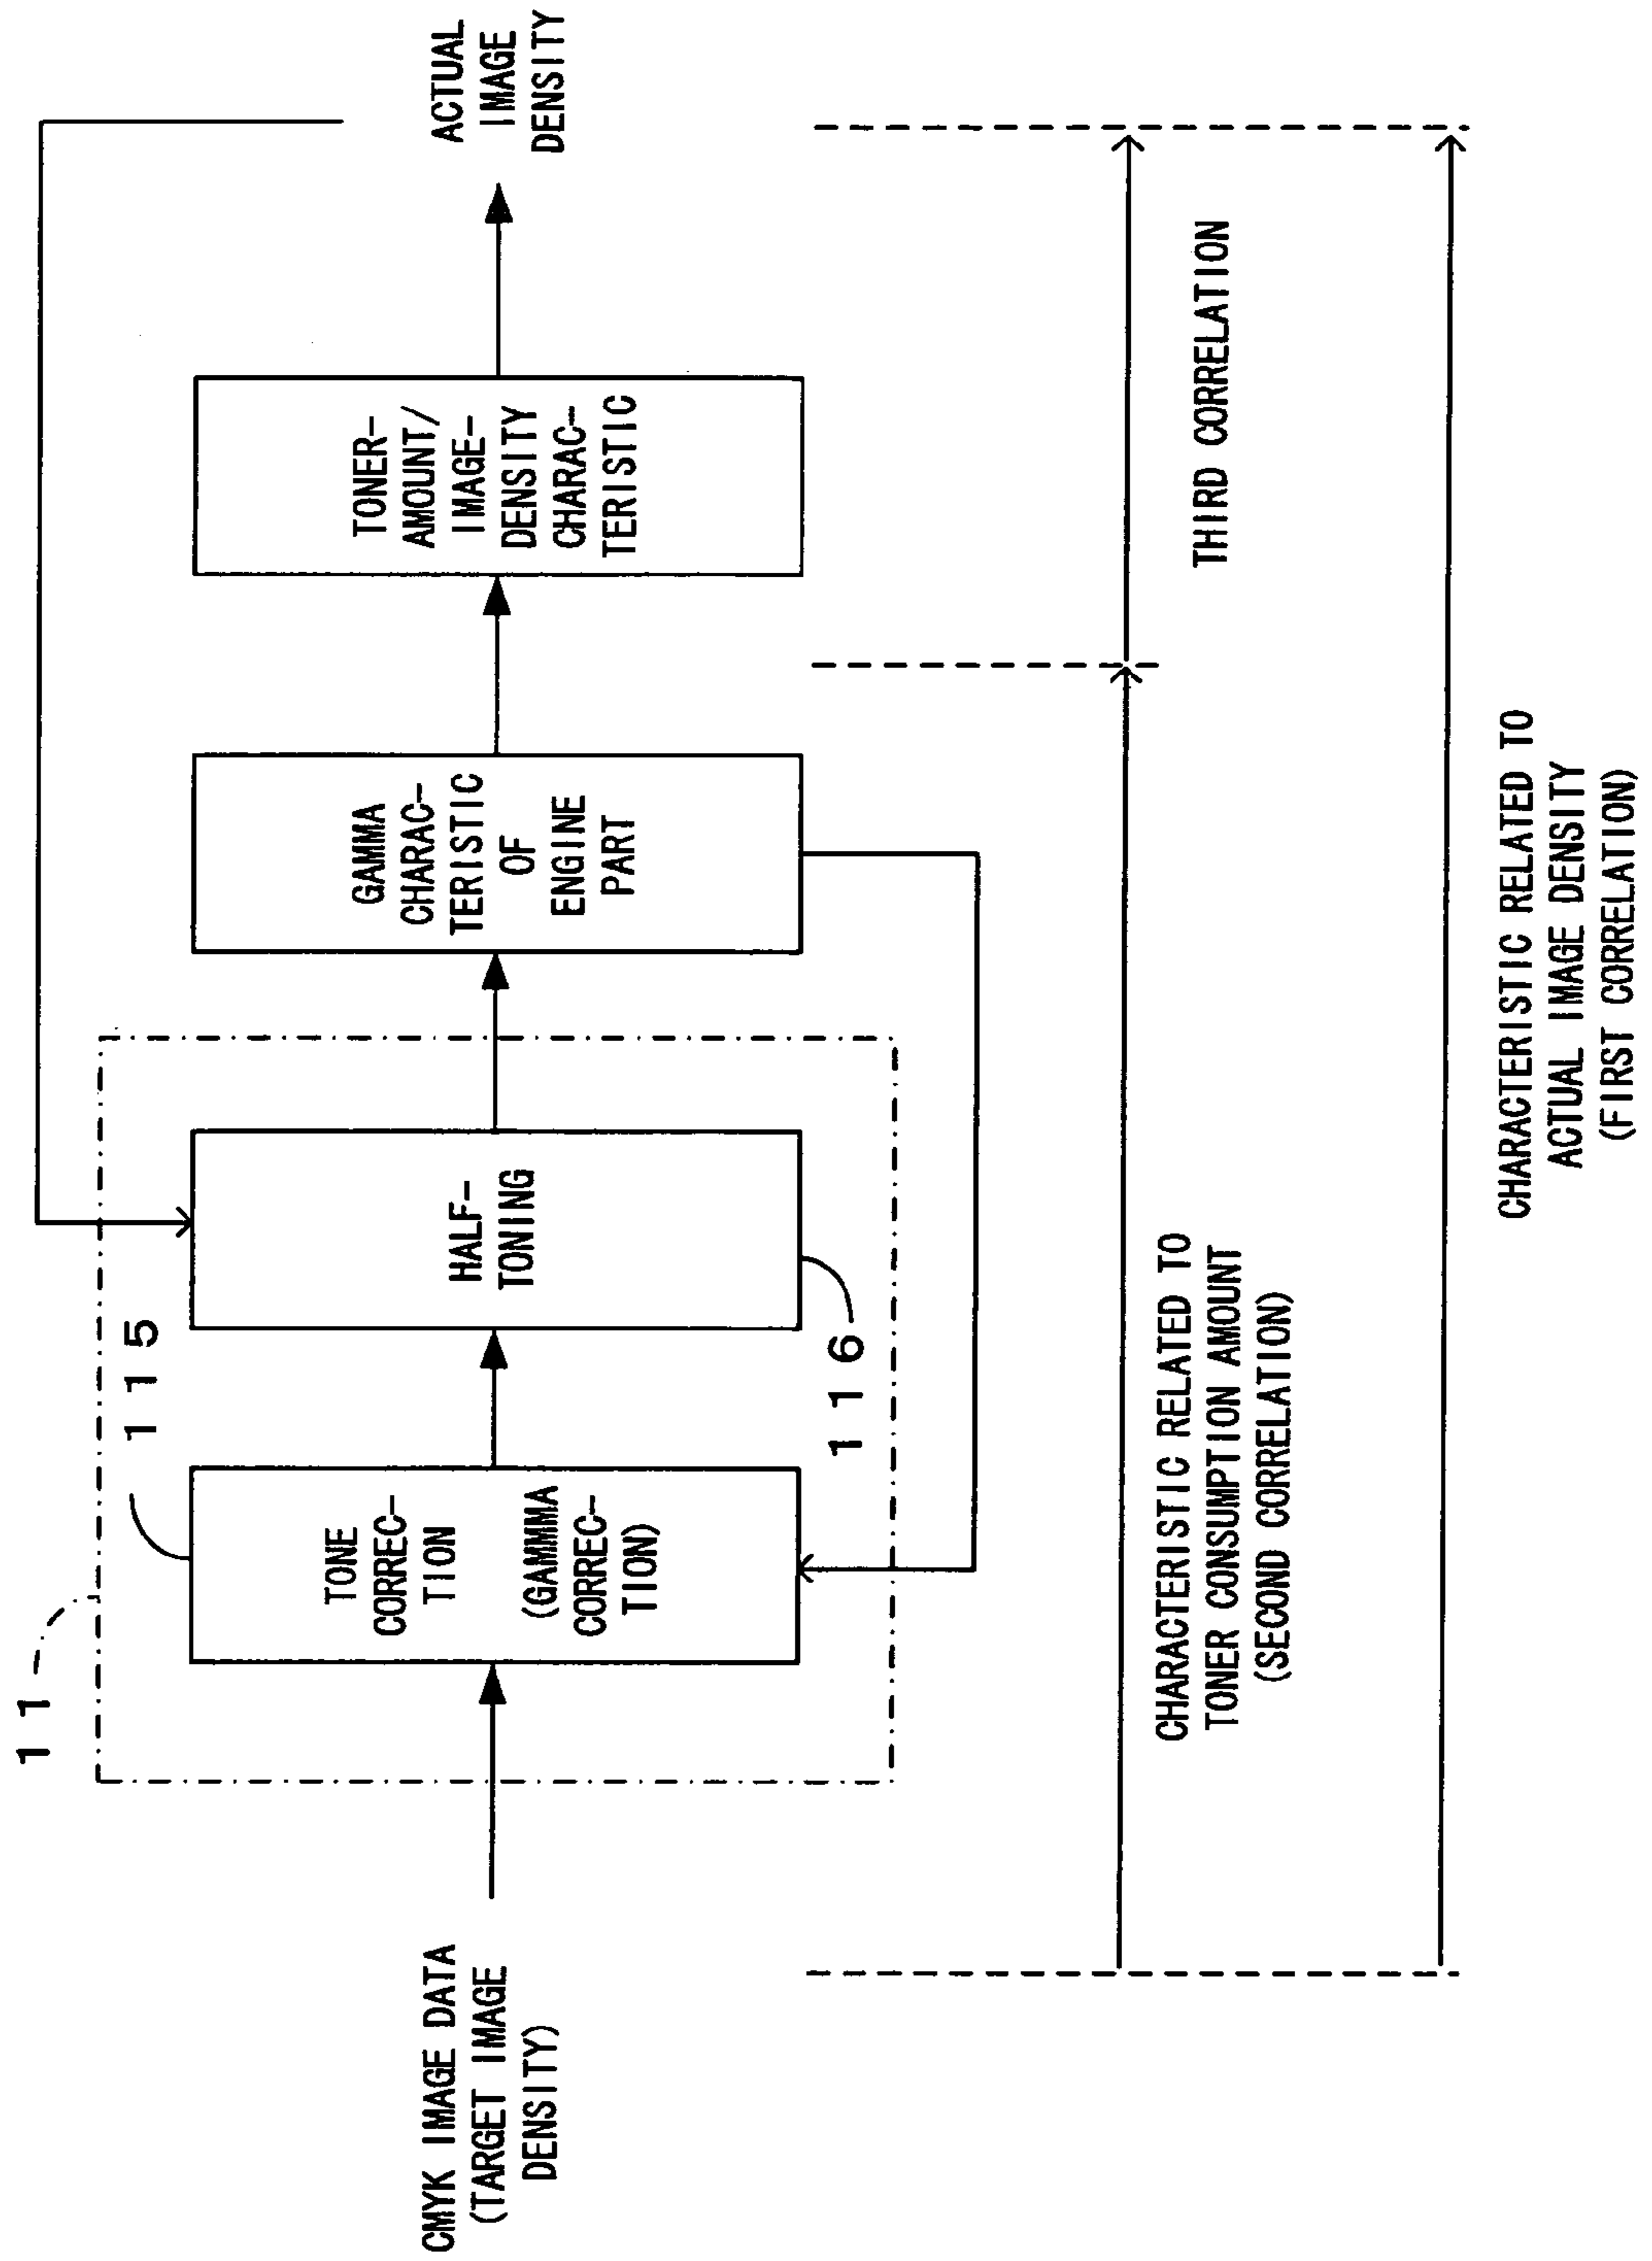 CMYK IMAGE DATA
(TARGET IMAGE
DENSITY)
11
115
TONE
CORREC-
TION
(GAMMMA
CORREC-
TION)
HALF-
TONING
116
GAMMA
CHARAC-
TERISTIC
OF
ENGINE
PART
TONER-
AMOUNT/
IMAGE-
DENSITY
CHARAC-
TERISTIC
ACTUAL
IMAGE
DENSITY
CHARACTERISTIC RELATED TO
TONER CONSUMPTION AMOUNT
(SECOND CORRELATION)
THIRD CORRELATION
CHARACTERISTIC RELATED TO
ACTUAL IMAGE DENSITY
(FIRST CORRELATION)